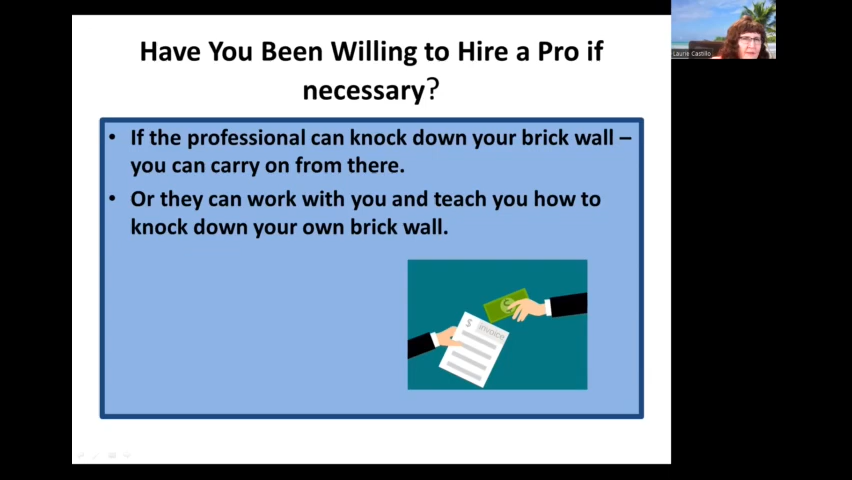 Have You Been Willing to Hire a Pro if
necessary?
• If the professional can knock down your brick wall –
you can carry on from there.
• Or they can work with you and teach you how to
knock down your own brick wall.
$ invoice
$
Laurie Castillo